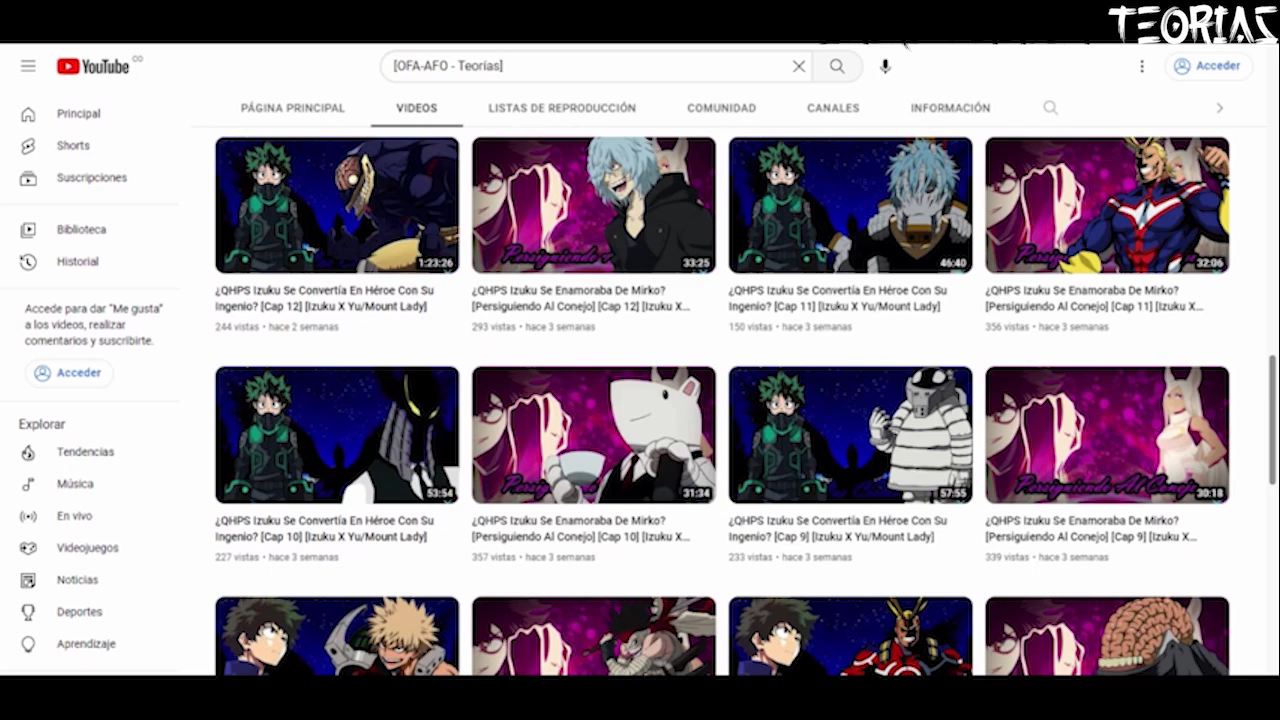 TEORIAS
YouTube CO
[OFA-AFO - Teorías]
Acceder
PÁGINA PRINCIPAL
VIDEOS
LISTAS DE REPRODUCCIÓN
COMUNIDAD
CANALES
INFORMACIÓN
Principal
Shorts
Suscripciones
Biblioteca
Historial
Accede para dar "Me gusta"
a los videos, realizar
comentarios y suscribirte.
Acceder
Explorar
Tendencias
Música
En vivo
Videojuegos
Noticias
Deportes
Aprendizaje
1:23:26
¿QHPS Izuku Se Convertía En Héroe Con Su
Ingenio? [Cap 12] [Izuku X Yu/Mount Lady]
244 vistas • hace 2 semanas
Persiguiendo
33:25
¿QHPS Izuku Se Enamoraba De Mirko?
[Persiguiendo Al Conejo] [Cap 12] [Izuku X...
293 vistas • hace 3 semanas
46:40
¿QHPS Izuku Se Convertía En Héroe Con Su
Ingenio? [Cap 11] [Izuku X Yu/Mount Lady]
150 vistas • hace 3 semanas
32:06
¿QHPS Izuku Se Enamoraba De Mirko?
[Persiguiendo Al Conejo] [Cap 11] [Izuku X...
356 vistas • hace 3 semanas
53:54
¿QHPS Izuku Se Convertía En Héroe Con Su
Ingenio? [Cap 10] [Izuku X Yu/Mount Lady]
227 vistas • hace 3 semanas
31:34
¿QHPS Izuku Se Enamoraba De Mirko?
[Persiguiendo Al Conejo] [Cap 10] [Izuku X...
357 vistas • hace 3 semanas
57:55
¿QHPS Izuku Se Convertía En Héroe Con Su
Ingenio? [Cap 9] [Izuku X Yu/Mount Lady]
233 vistas • hace 3 semanas
Persiguiendo Al Conejo
30:18
¿QHPS Izuku Se Enamoraba De Mirko?
[Persiguiendo Al Conejo] [Cap 9] [Izuku X...
339 vistas • hace 3 semanas